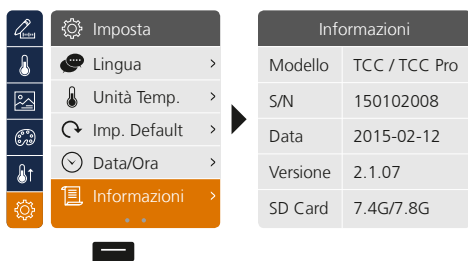 Imposta
Lingua
Unità Temp.
Imp. Default
Data/Ora
Informazioni
Informazioni
Modello TCC / TCC Pro
S/N 150102008
Data 2015-02-12
Versione 2.1.07
SD Card 7.4G/7.8G